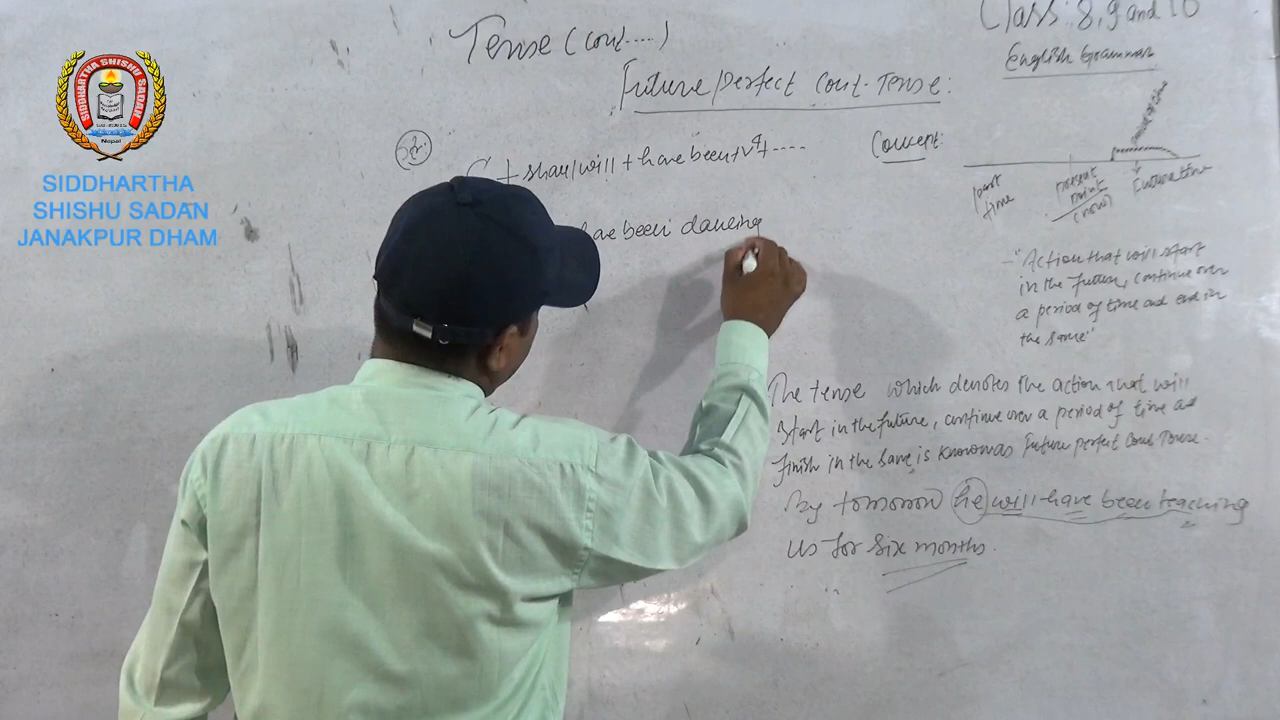 SIDDHARTHA SHISHU SADAN
Nepal
SIDDHARTHA
SHISHU SADAN
JANAKPUR DHAM
Tense (cont.....)
Future perfect cont. Tense:
+ shall/will + have been + v⁴ + ----
have been dancing
Class: 8, 9 and 10
English Grammar
Concept:
past time
present point (now)
Future time
- "Action that will start
in the future, continue over
a period of time and end in
the same"
The tense which denotes the action that will
start in the future, continue over a period of time and
finish in the same is known as Future perfect Cont. Tense.
By tomorrow he will have been teaching
us for six months.